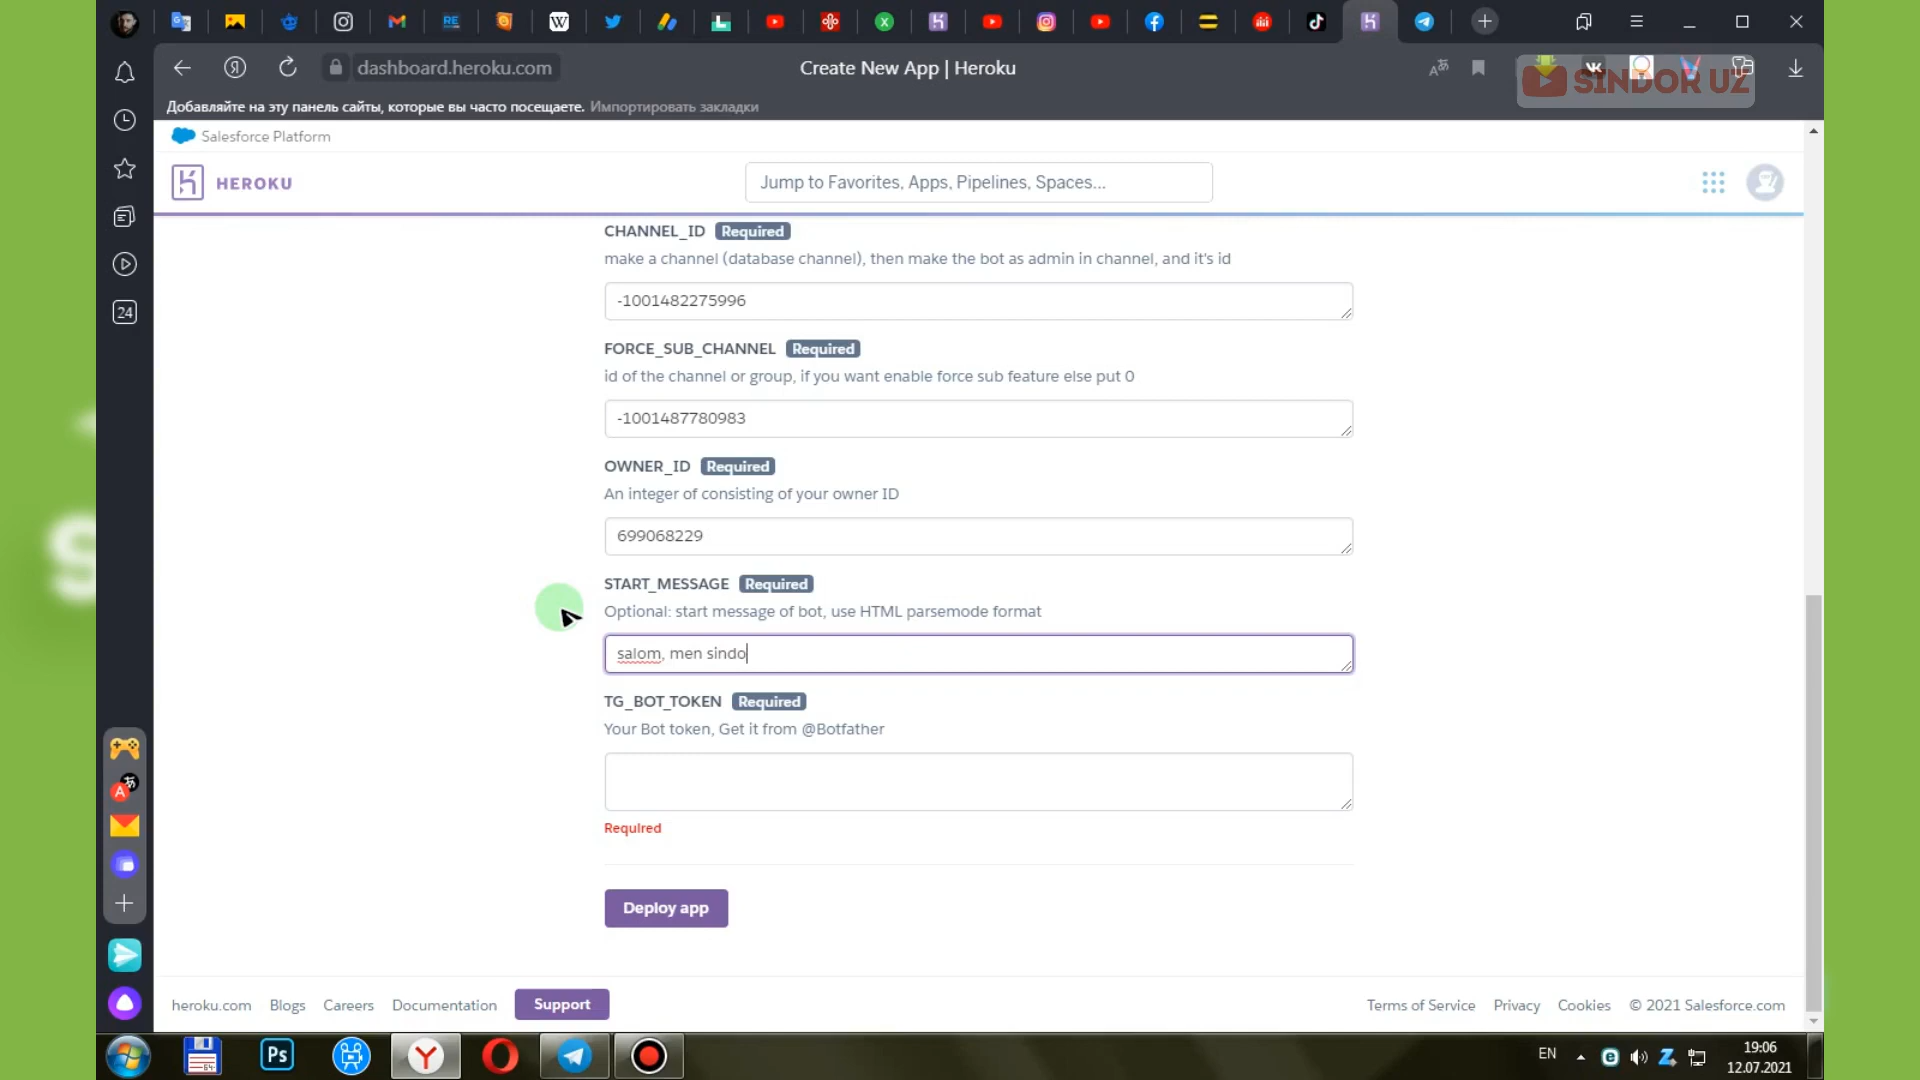 dashboard.heroku.com
Create New App | Heroku
SINDOR UZ
Добавляйте на эту панель сайты, которые вы часто посещаете. Импортировать закладки
Salesforce Platform
HEROKU
Jump to Favorites, Apps, Pipelines, Spaces...
24
CHANNEL_ID Required
make a channel (database channel), then make the bot as admin in channel, and it's id
-1001482275996
FORCE_SUB_CHANNEL Required
id of the channel or group, if you want enable force sub feature else put 0
-1001487780983
OWNER_ID Required
An integer of consisting of your owner ID
699068229
START_MESSAGE Required
Optional: start message of bot, use HTML parsemode format
salom, men sindo
TG_BOT_TOKEN Required
Your Bot token, Get it from @Botfather
Required
Deploy app
heroku.com Blogs Careers Documentation Support
Terms of Service Privacy Cookies © 2021 Salesforce.com
EN
19:06
12.07.2021